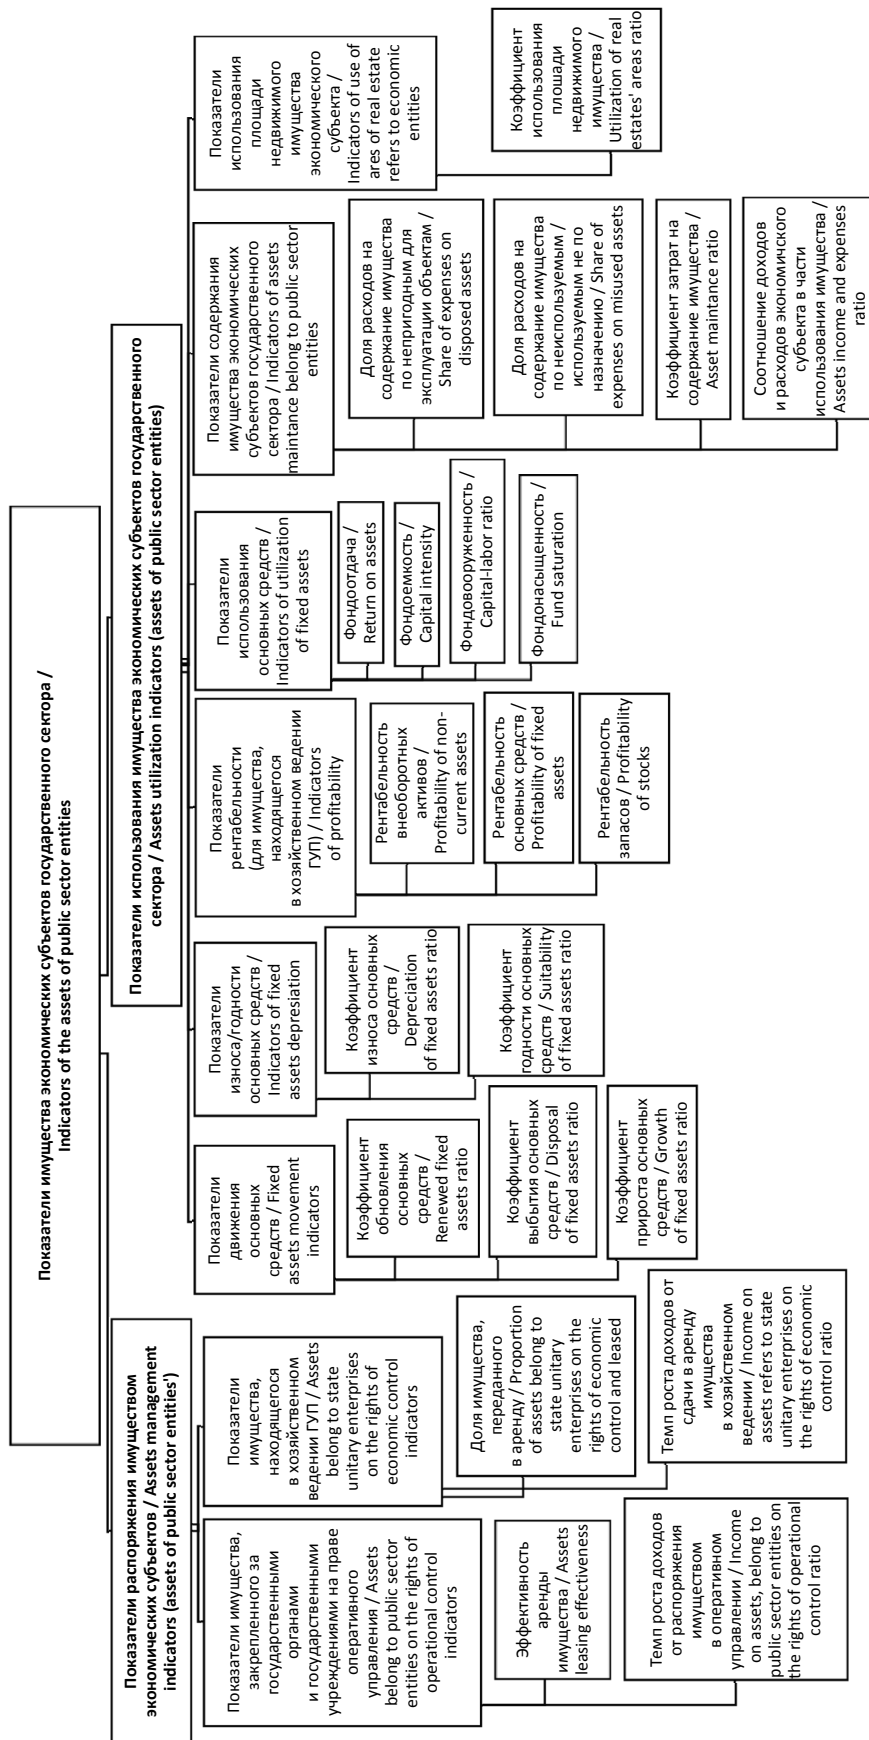 Показатели имущества экономических субъектов государственного сектора /
Indicators of the assets of public sector entities
Показатели распоряжения имуществом
экономических субъектов / Assets management
indicators (assets of public sector entities')
Показатели имущества,
закрепленного за
государственными
органами
и государственными
учреждениями на праве
оперативного
управления / Assets
belong to public sector
entities on the rights of
operational control
indicators
Эффективность
аренды
имущества / Assets
leasing effectiveness
Темп роста доходов
от распоряжения
имуществом
в оперативном
управлении / Income
on assets, belong to
public sector entities on
the rights of operational
control ratio
Показатели
имущества,
находящегося
в хозяйственном
ведении ГУП / Assets
belong to state
unitary enterprises
on the rights of
economic control
indicators
Доля имущества,
переданного
в аренду / Proportion
of assets belong to
state unitary
enterprises on the
rights of economic
control and leased
Темп роста доходов от
сдачи в аренду
имущества
в хозяйственном
ведении / Income on
assets refers to state
unitary enterprises on
the rights of economic
control ratio
Показатели использования имущества экономических субъектов государственного
сектора / Assets utilization indicators (assets of public sector entities)
Показатели
движения
основных
средств / Fixed
assets movement
indicators
Коэффициент
обновления
основных
средств /
Renewed fixed
assets ratio
Коэффициент
выбытия основных
средств / Disposal
of fixed assets ratio
Коэффициент
прироста основных
средств / Growth
of fixed assets ratio
Показатели
износа/годности
основных средств /
Indicators of fixed
assets depresiation
Коэффициент
износа основных
средств /
Depreciation
of fixed assets ratio
Коэффициент
годности основных
средств / Suitability
of fixed assets ratio
Показатели
рентабельности
(для имущества,
находящегося
в хозяйственном ведении
ГУП) / Indicators
of profitability
Рентабельность
внеоборотных
активов /
Profitability of non-
current assets
Рентабельность
основных средств /
Profitability of fixed
assets
Рентабельность
запасов / Profitability
of stocks
Показатели
использования
основных средств /
Indicators of utilization
of fixed assets
Фондоотдача /
Return on assets
Фондоемкость /
Capital intensity
Фондовооруженность /
Capital-labor ratio
Фондонасыщенность /
Fund saturation
Показатели содержания
имущества экономических
субъектов государственного
сектора / Indicators of assets
maintance belong to public sector
entities
Доля расходов на
содержание имущества
по непригодным для
эксплуатации объектам /
Share of expenses on
disposed assets
Доля расходов на
содержание имущества
по неиспользуемым /
используемым не по
назначению / Share of
expenses on misused assets
Коэффициент затрат на
содержание имущества /
Asset maintance ratio
Соотношение доходов
и расходов экономичского
субъекта в части
использования имущества /
Assets income and expenses
ratio
Показатели
использования
площади
недвижимого
имущества
экономического
субъекта /
Indicators of use of
ares of real estate
refers to economic
entities
Коэффициент
использования
площади
недвижимого
имущества /
Utilization of real
estates' areas ratio